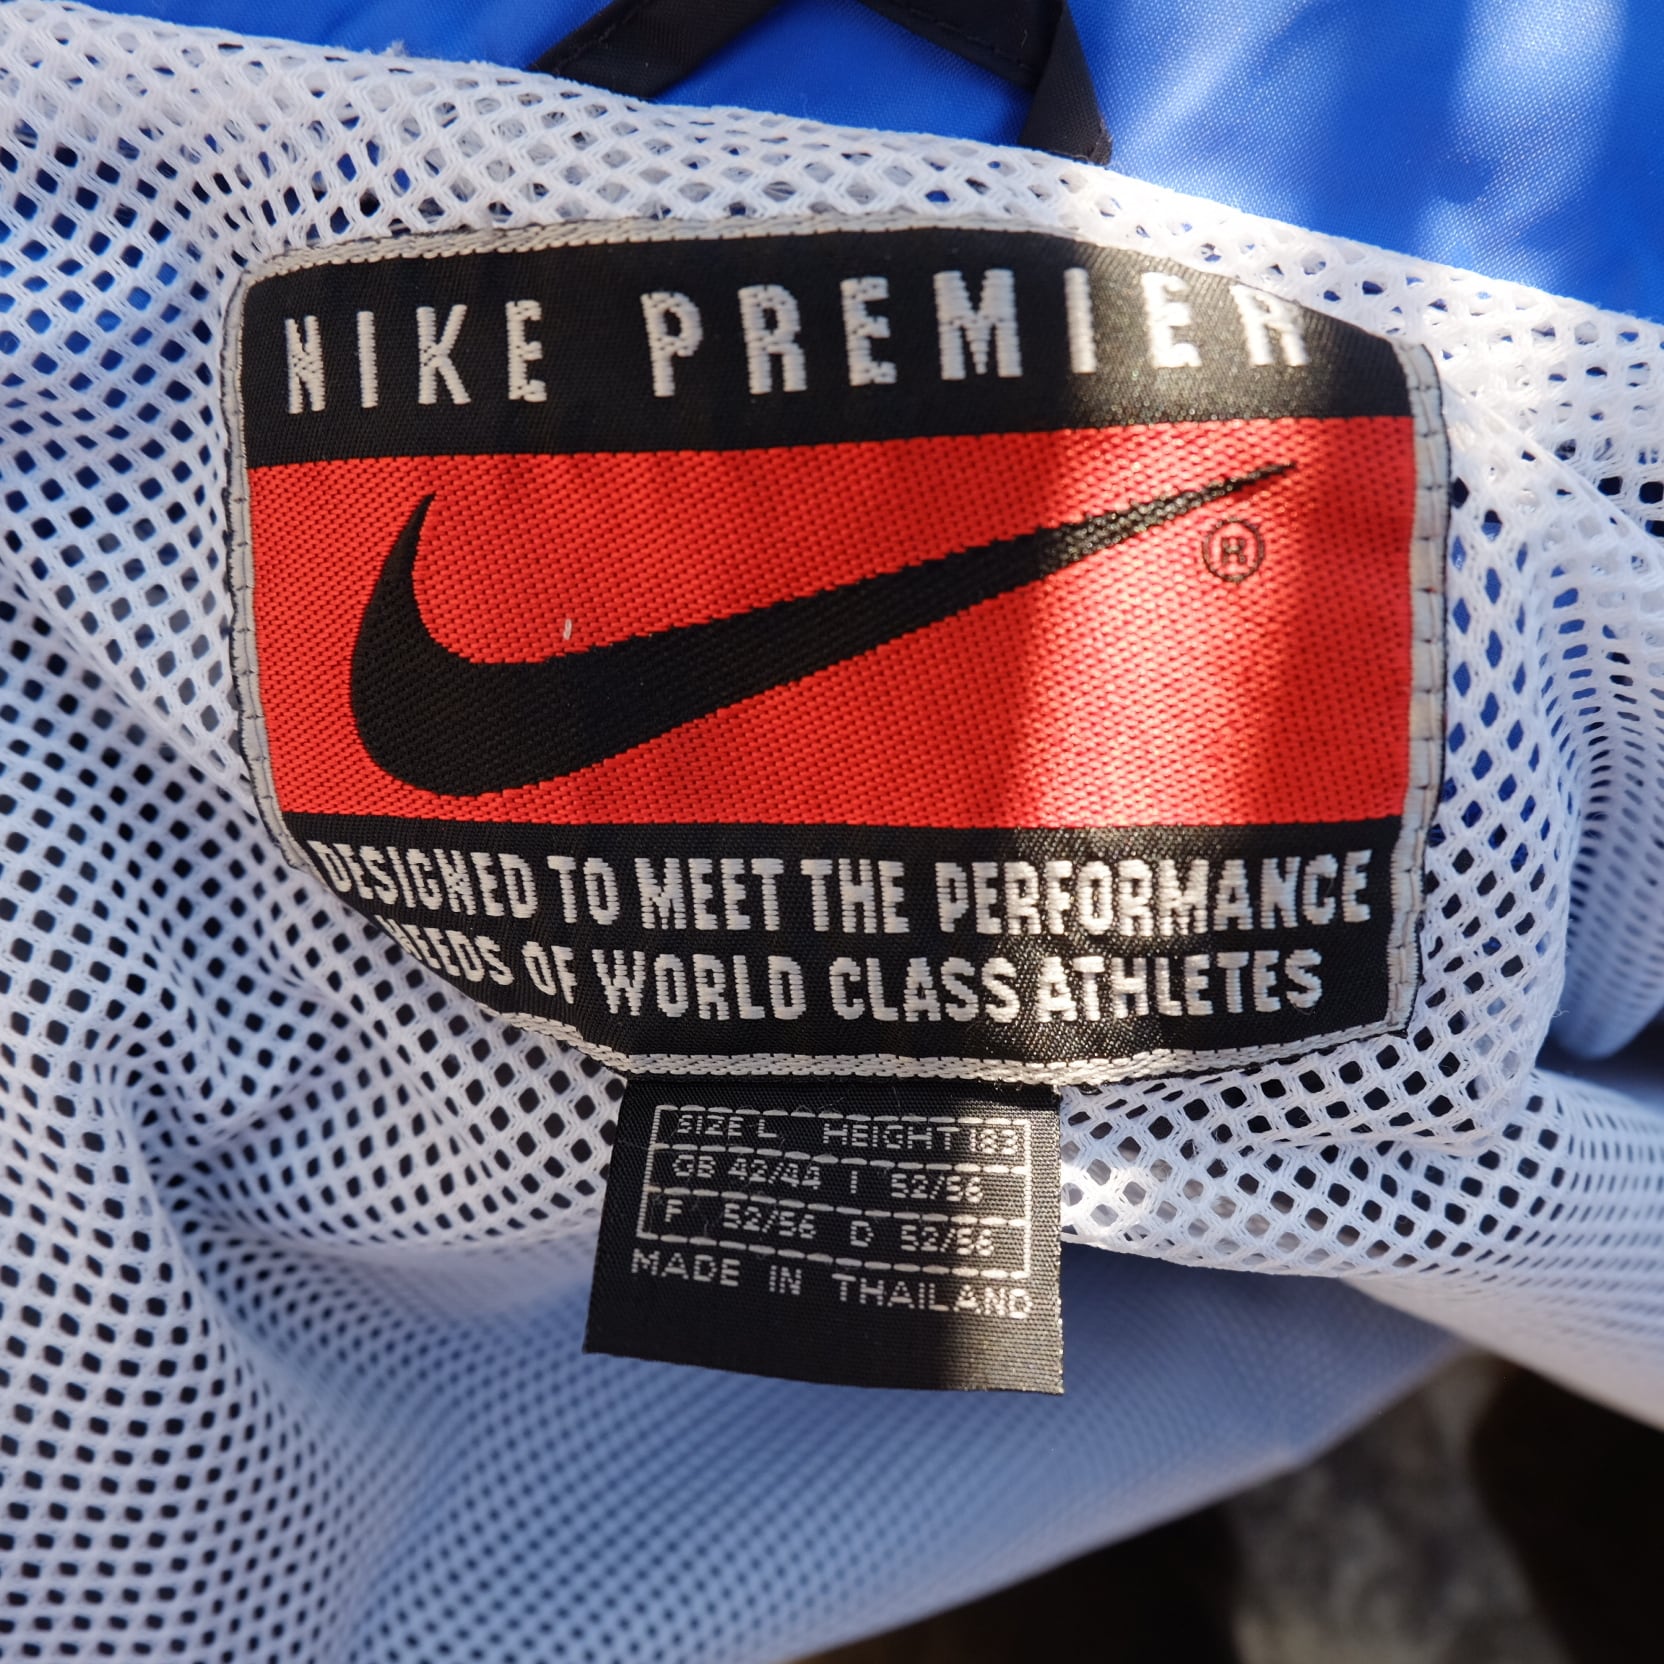 NIKE PREMIER
®
DESIGNED TO MEET THE PERFORMANCE
NEEDS OF WORLD CLASS ATHLETES
SIZE L HEIGHT 183
GB 42/44 I 52/56
F 52/56 D 52/56
MADE IN THAILAND